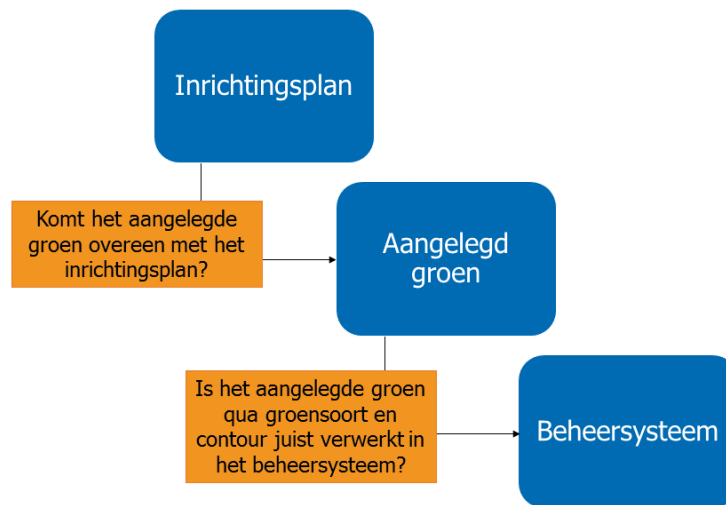 Inrichtingsplan
Komt het aangelegde
groen overeen met het
inrichtingsplan?
Aangelegd
groen
Is het aangelegde groen
qua groensoort en
contour juist verwerkt in
het beheersysteem?
Beheersysteem